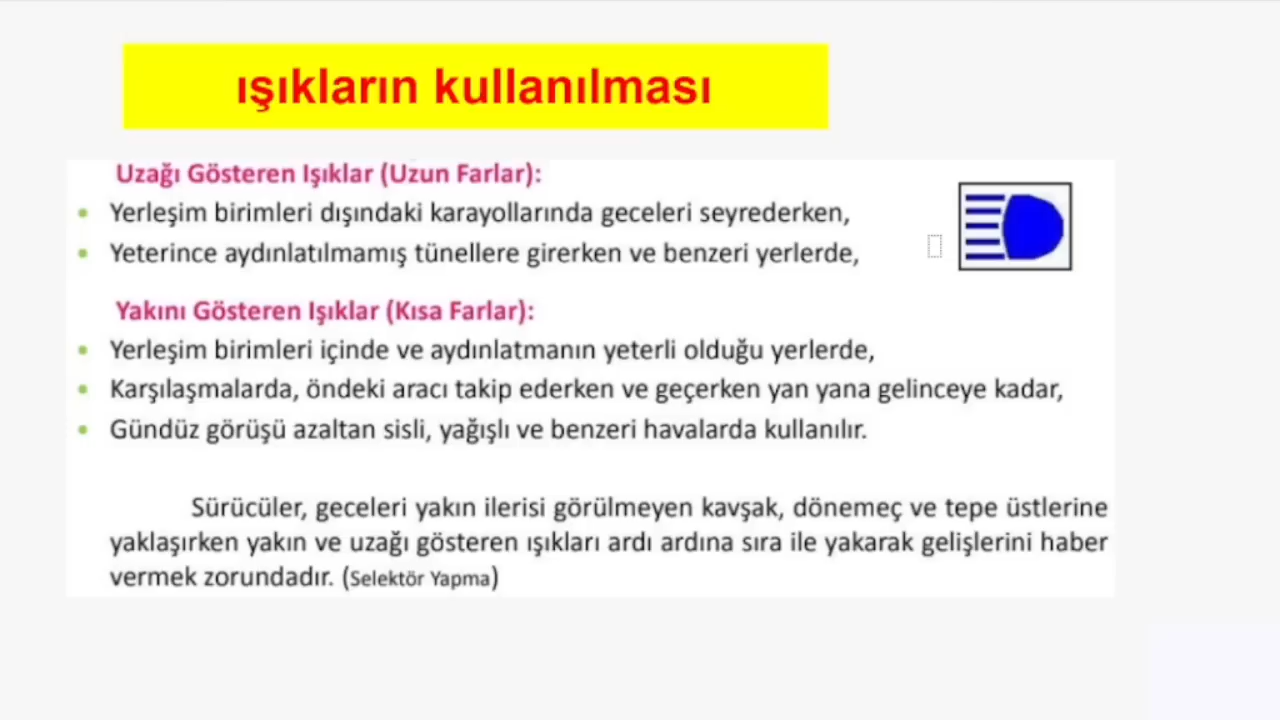 ışıkların kullanılması
Uzağı Gösteren Işıklar (Uzun Farlar):
• Yerleşim birimleri dışındaki karayollarında geceleri seyrederken,
• Yeterince aydınlatılmamış tünellere girerken ve benzeri yerlerde,
Yakını Gösteren Işıklar (Kısa Farlar):
• Yerleşim birimleri içinde ve aydınlatmanın yeterli olduğu yerlerde,
• Karşılaşmalarda, öndeki aracı takip ederken ve geçerken yan yana gelinceye kadar,
• Gündüz görüşü azaltan sisli, yağışlı ve benzeri havalarda kullanılır.
Sürücüler, geceleri yakın ilerisi görülmeyen kavşak, dönemeç ve tepe üstlerine
yaklaşırken yakın ve uzağı gösteren ışıkları ardı ardına sıra ile yakarak gelişlerini haber
vermek zorundadır. (Selektör Yapma)